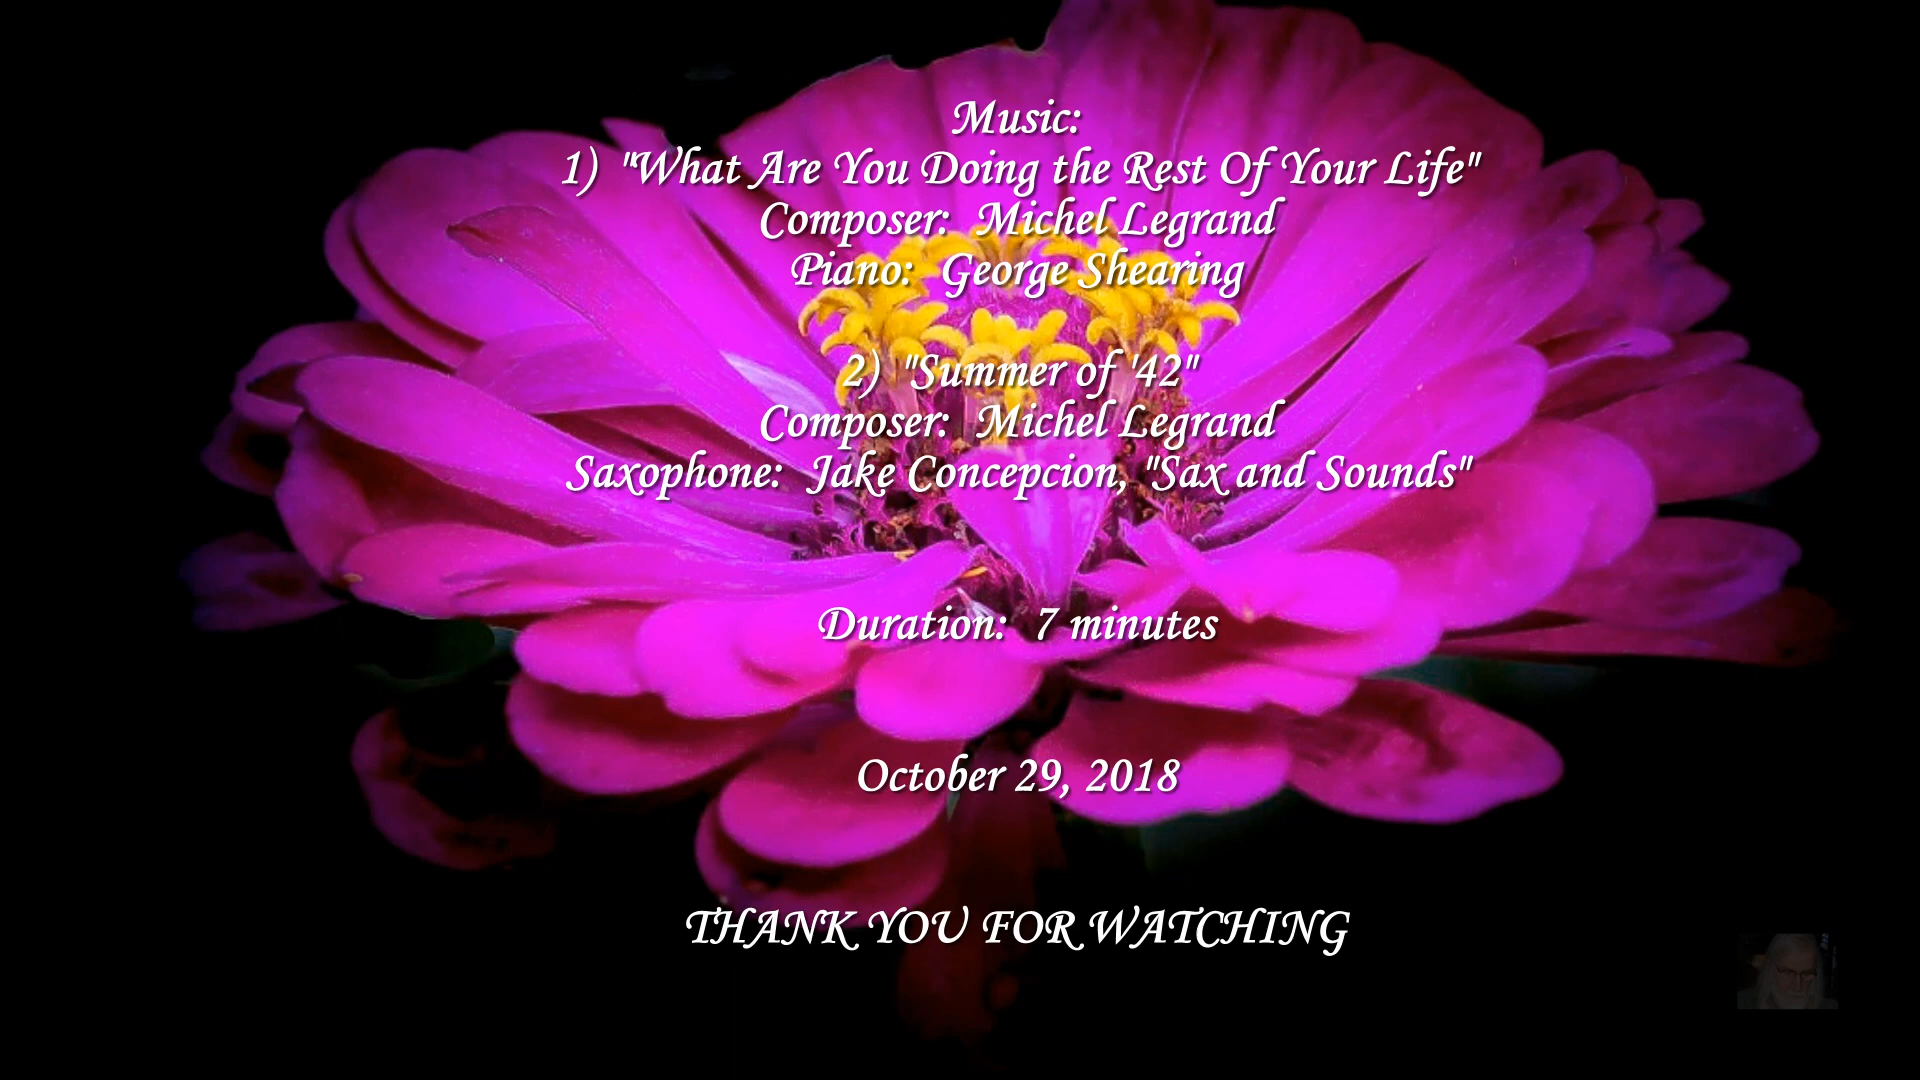 Music:
1)  "What Are You Doing the Rest Of Your Life"
Composer:  Michel Legrand
Piano:  George Shearing
2)  "Summer of '42"
Composer:  Michel Legrand
Saxophone:  Jake Concepcion, "Sax and Sounds"
Duration:  7 minutes
October 29, 2018
THANK YOU FOR WATCHING